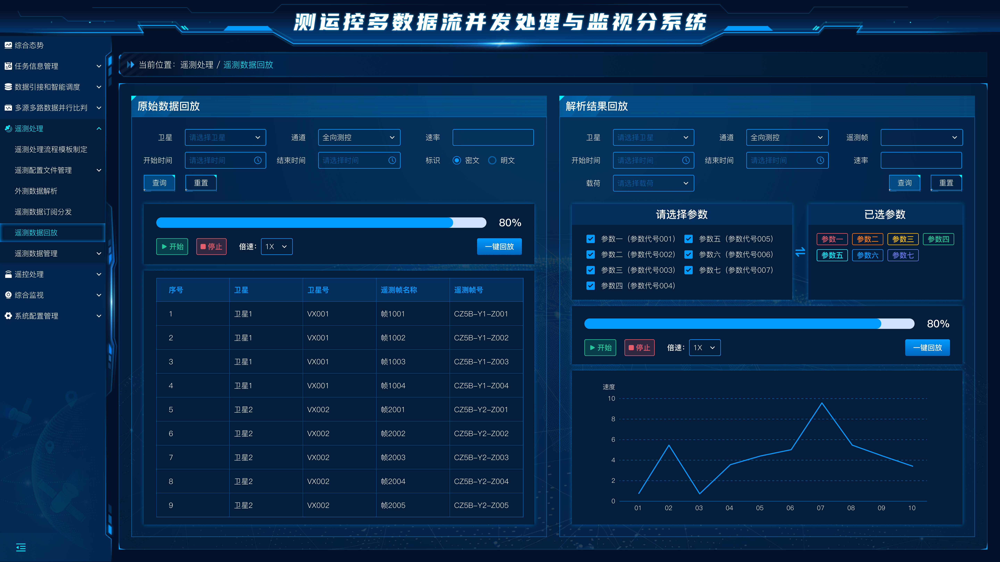 测运控多数据流并发处理与监视分系统
综合态势
任务信息管理
数据引接和智能调度
多源多路数据并行比判
遥测处理
遥测处理流程模板制定
遥测配置文件管理
外测数据解析
遥测数据订阅分发
遥测数据回放
遥测数据管理
遥控处理
综合监视
系统配置管理
当前位置：遥测处理 / 遥测数据回放
原始数据回放
卫星 请选择卫星 通道 全向测控 速率
开始时间 请选择时间 结束时间 请选择时间 标识 密文 明文
查询 重置
80%
开始 停止 倍速： 1X 一键回放
序号 卫星 卫星号 遥测帧名称 遥测帧号
1 卫星1 VX001 帧1001 CZ5B-Y1-Z001
2 卫星1 VX001 帧1002 CZ5B-Y1-Z002
3 卫星1 VX001 帧1003 CZ5B-Y1-Z003
4 卫星1 VX001 帧1004 CZ5B-Y1-Z004
5 卫星2 VX002 帧2001 CZ5B-Y2-Z001
6 卫星2 VX002 帧2002 CZ5B-Y2-Z002
7 卫星2 VX002 帧2003 CZ5B-Y2-Z003
8 卫星2 VX002 帧2004 CZ5B-Y2-Z004
9 卫星2 VX002 帧2005 CZ5B-Y2-Z005
解析结果回放
卫星 请选择卫星 通道 全向测控 遥测帧
开始时间 请选择时间 结束时间 请选择时间 速率
载荷 请选择载荷 查询 重置
请选择参数
参数一（参数代号001） 参数五（参数代号005）
参数二（参数代号002） 参数六（参数代号006）
参数三（参数代号003） 参数七（参数代号007）
参数四（参数代号004）
已选参数
参数一 参数二 参数三 参数四
参数五 参数六 参数七
80%
开始 停止 倍速： 1X 一键回放
速度
10
8
6
4
2
0
01 02 03 04 05 06 07 08 09 10